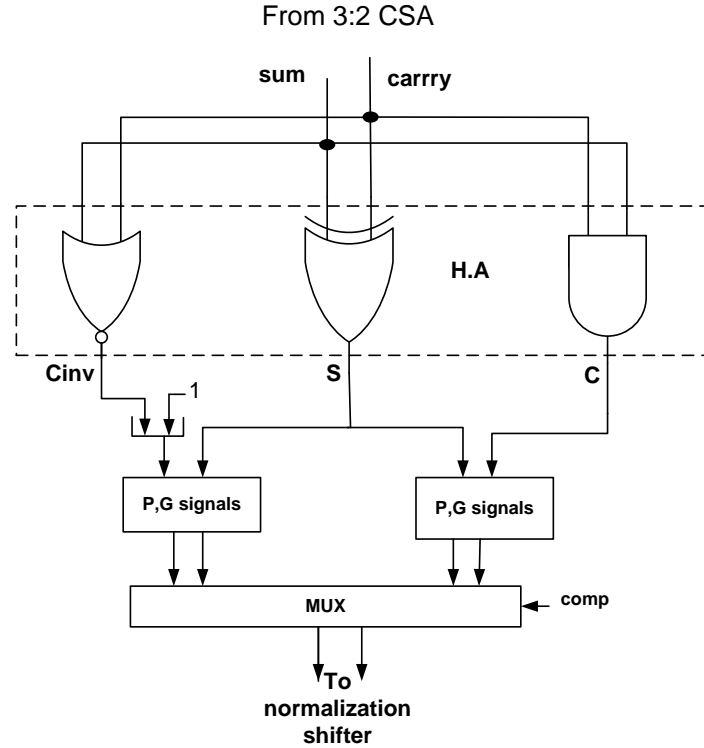 From 3:2 CSA
sum
carrry
H.A
Cinv
S
C
1
P,G signals
P,G signals
MUX
comp
To
normalization
shifter